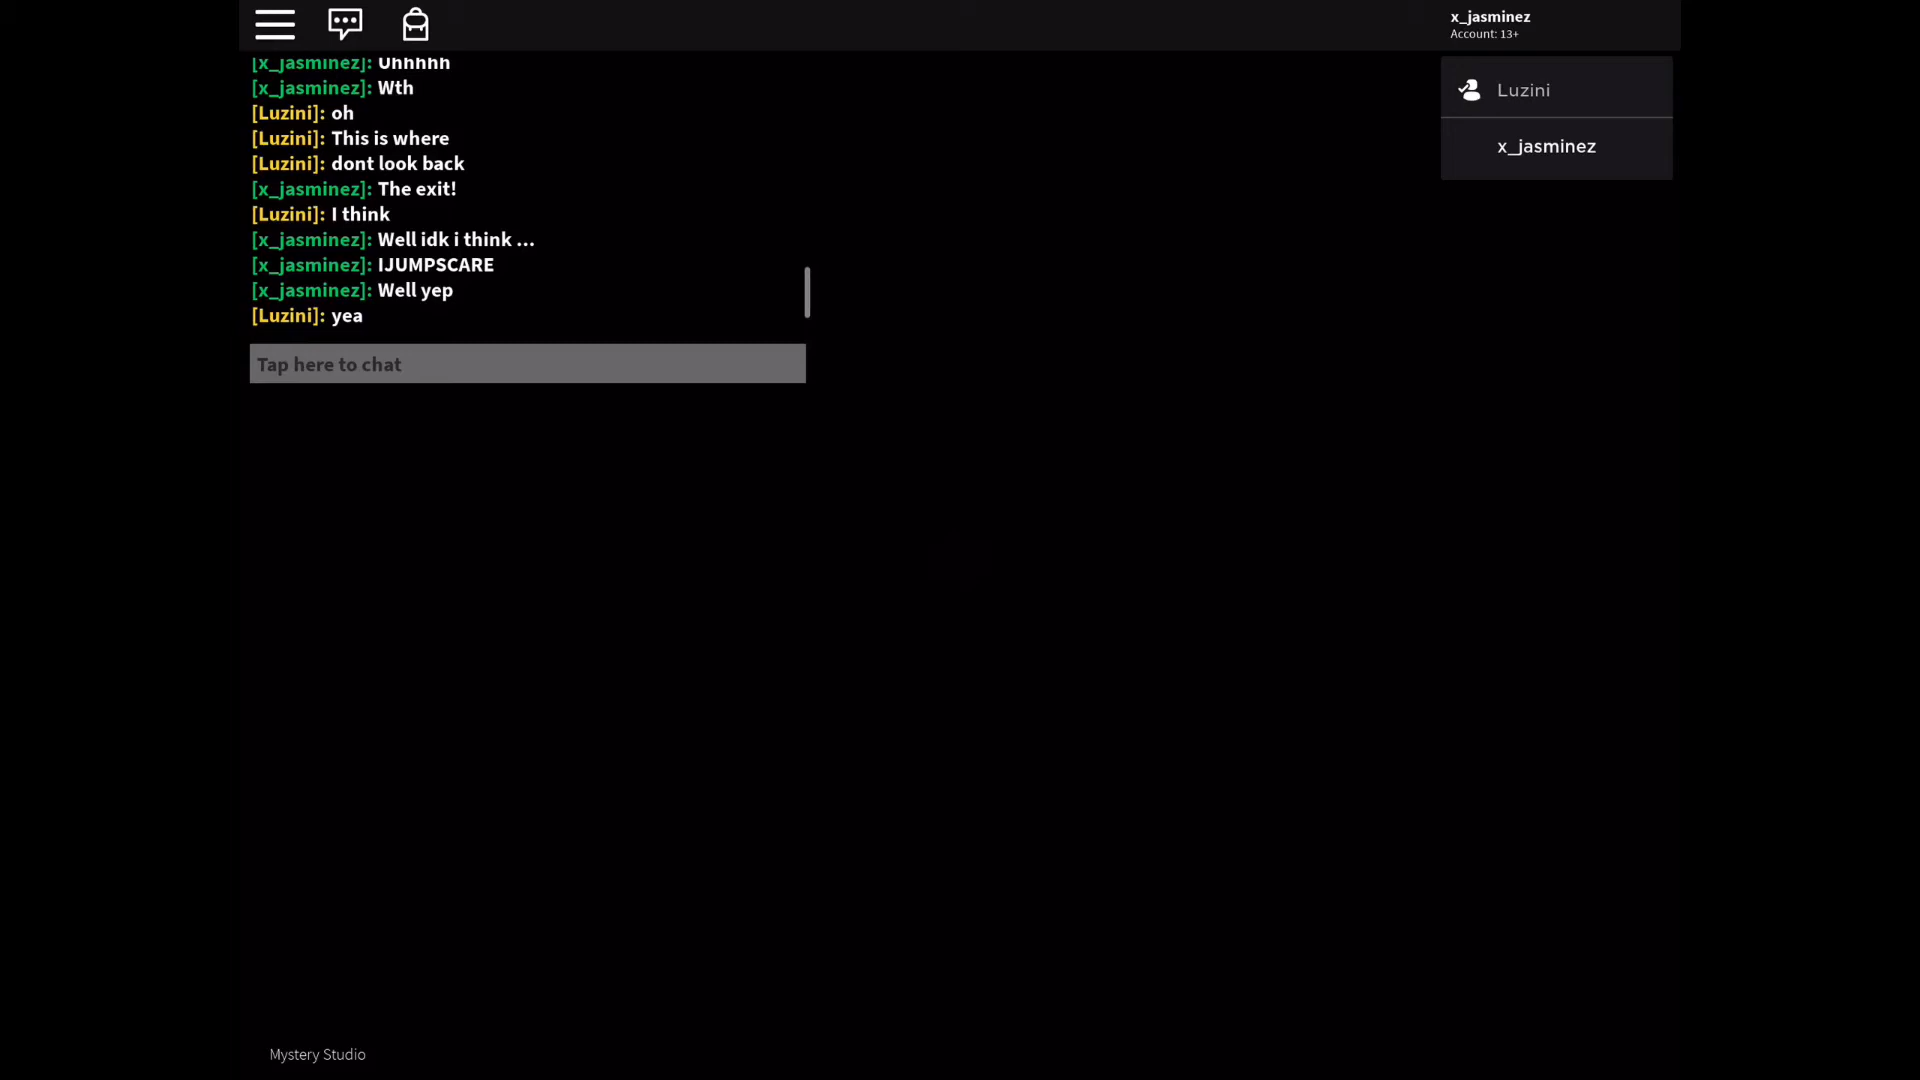 x_jasminez
Account: 13+
[x_jasminez]: Uhhhhh
[x_jasminez]: Wth
[Luzini]: oh
[Luzini]: This is where
[Luzini]: dont look back
[x_jasminez]: The exit!
[Luzini]: I think
[x_jasminez]: Well idk i think ...
[x_jasminez]: IJUMPSCARE
[x_jasminez]: Well yep
[Luzini]: yea
Tap here to chat
Luzini
x_jasminez
Mystery Studio